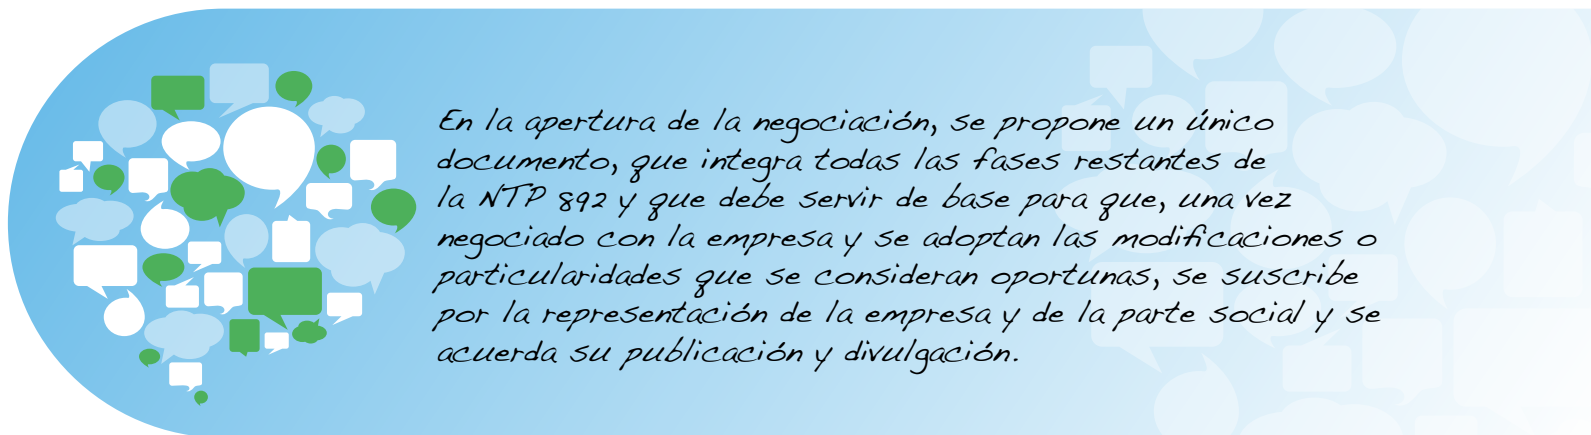 En la apertura de la negociación, se propone un único
documento, que integra todas las fases restantes de
la NTP 892 y que debe servir de base para que, una vez
negociado con la empresa y se adoptan las modificaciones o
particularidades que se consideran oportunas, se suscribe
por la representación de la empresa y de la parte social y se
acuerda su publicación y divulgación.